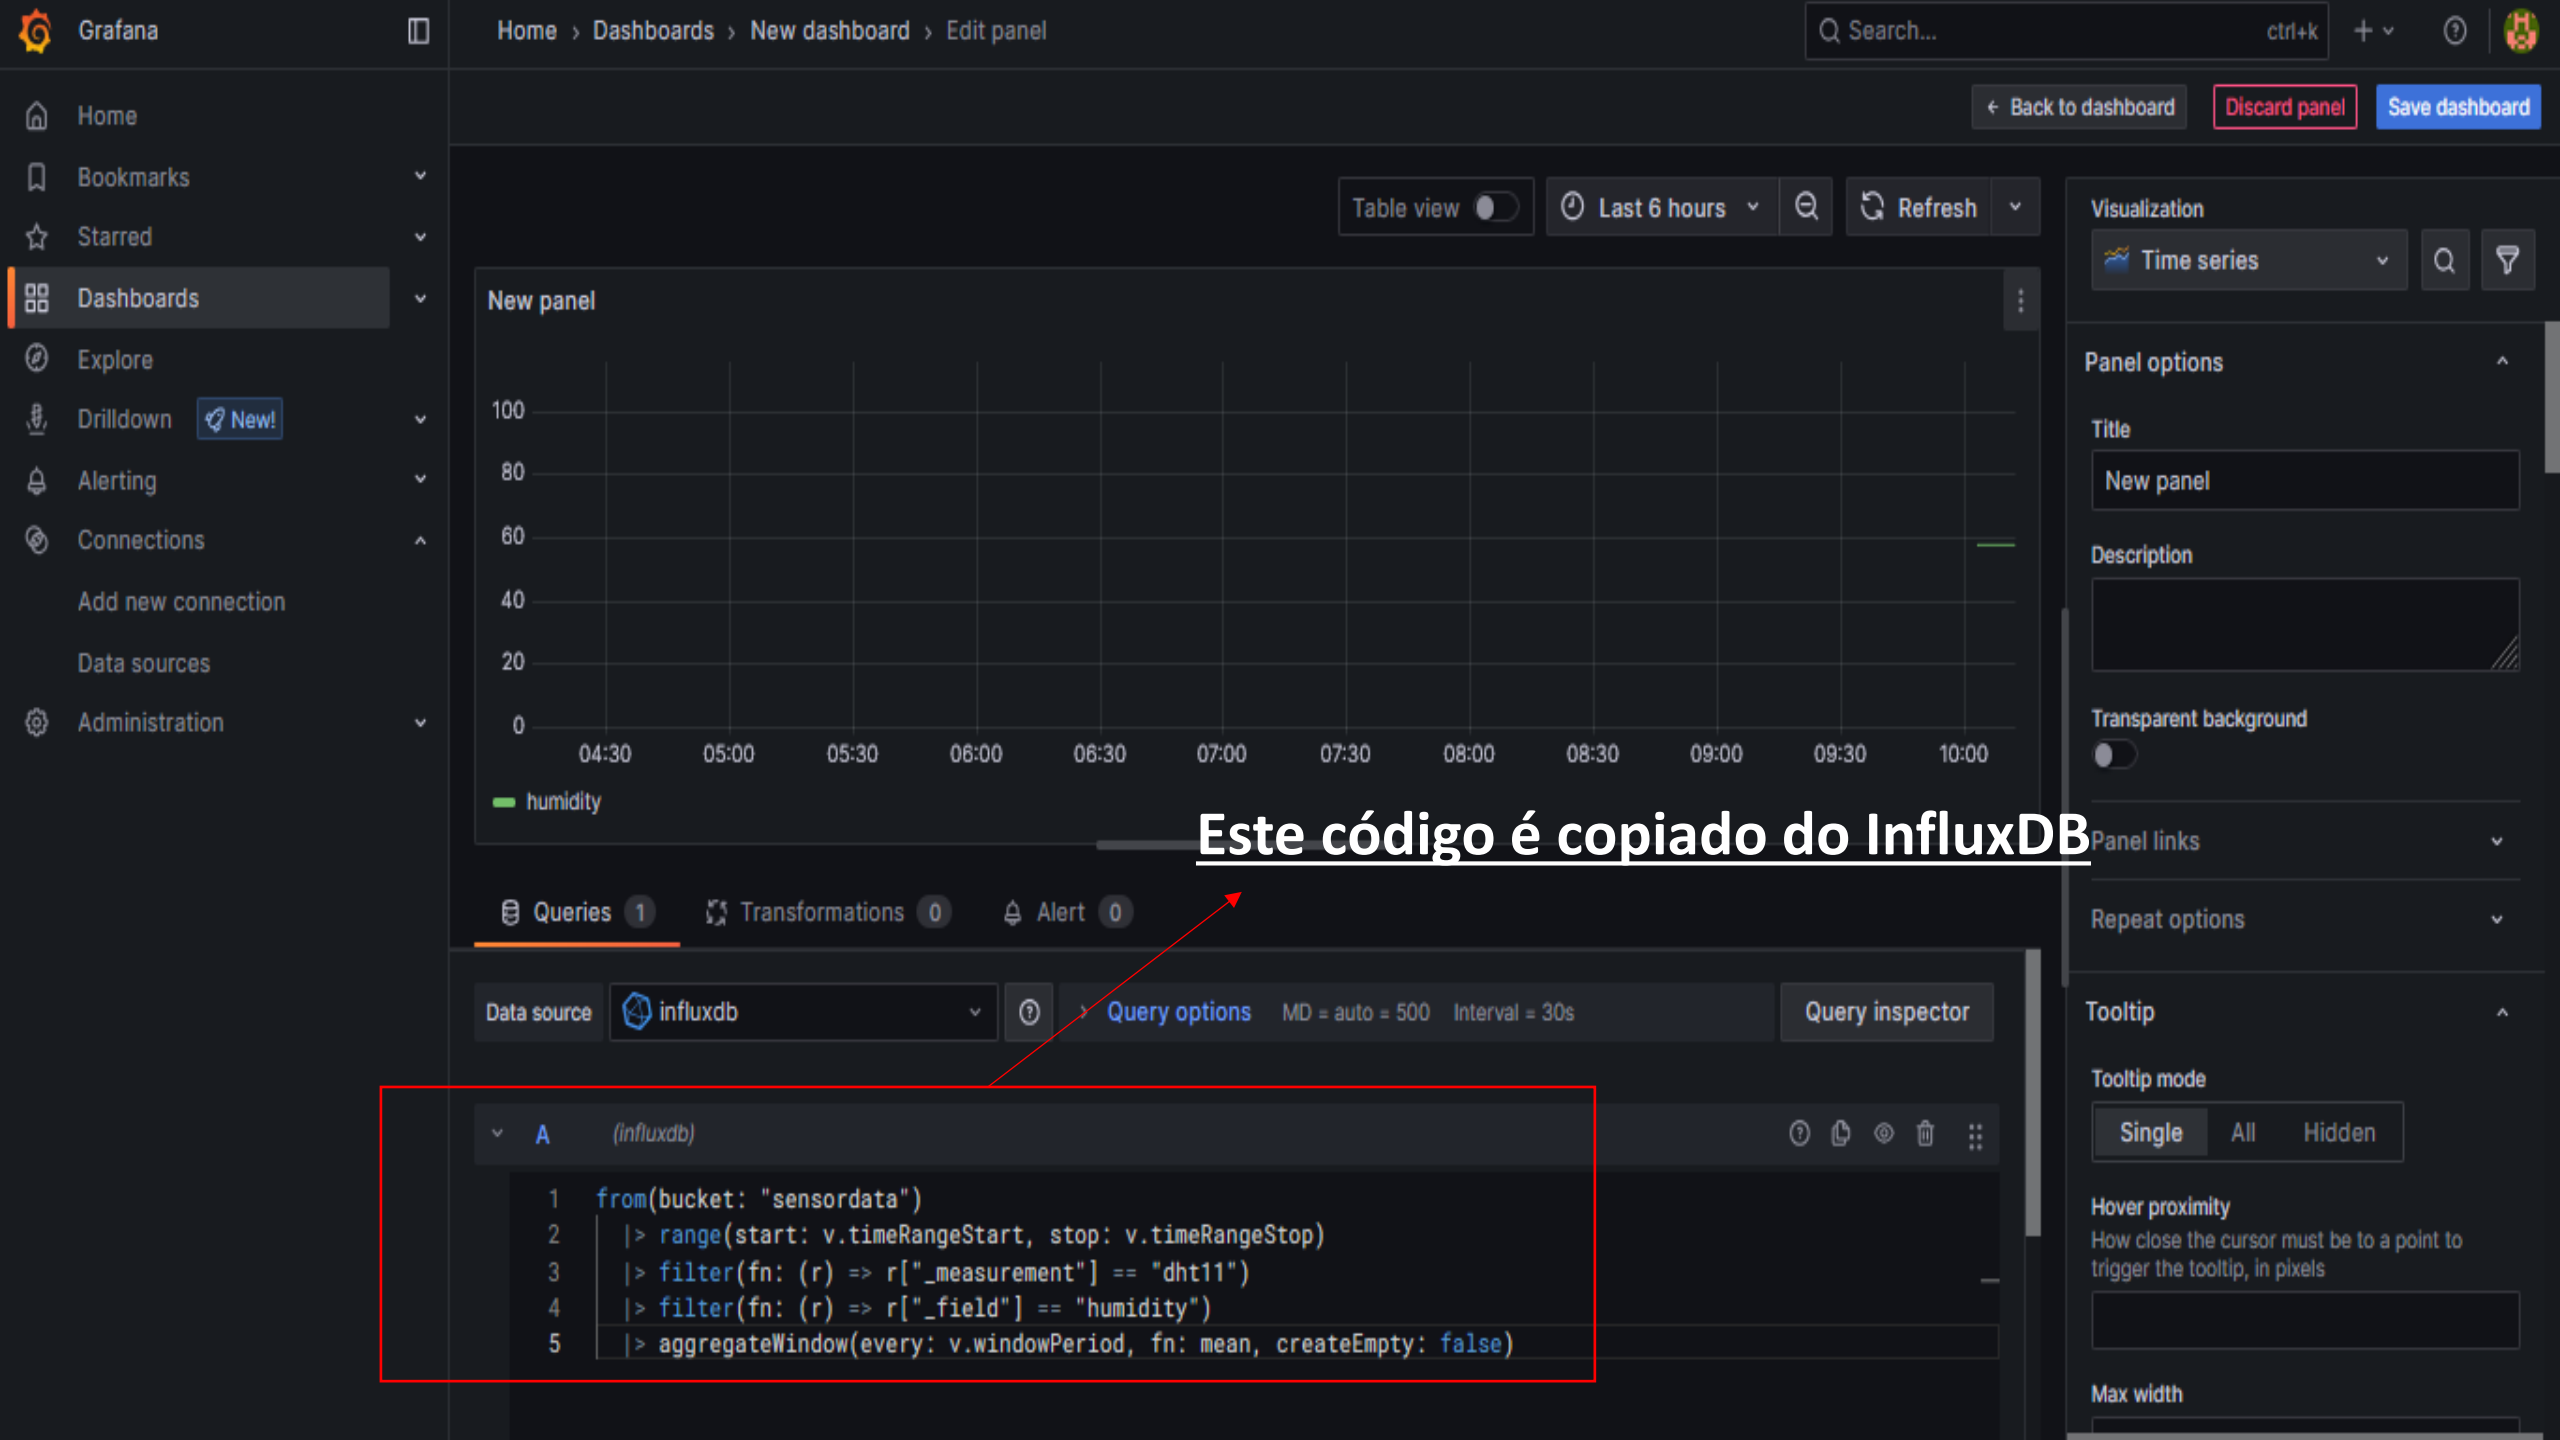 Grafana
Home › Dashboards › New dashboard › Edit panel
Search... ctrl+k
Back to dashboard
Discard panel
Save dashboard
Home
Bookmarks
Starred
Dashboards
Explore
Drilldown New!
Alerting
Connections
Add new connection
Data sources
Administration
Table view
Last 6 hours
Refresh
New panel
100
80
60
40
20
0
04:30 05:00 05:30 06:00 06:30 07:00 07:30 08:00 08:30 09:00 09:30 10:00
humidity
Este código é copiado do InfluxDB
Queries 1
Transformations 0
Alert 0
Data source influxdb
Query options MD = auto = 500 Interval = 30s
Query inspector
A (influxdb)
1 from(bucket: "sensordata")
2 |> range(start: v.timeRangeStart, stop: v.timeRangeStop)
3 |> filter(fn: (r) => r["_measurement"] == "dht11")
4 |> filter(fn: (r) => r["_field"] == "humidity")
5 |> aggregateWindow(every: v.windowPeriod, fn: mean, createEmpty: false)
Visualization
Time series
Panel options
Title
New panel
Description
Transparent background
Panel links
Repeat options
Tooltip
Tooltip mode
Single All Hidden
Hover proximity
How close the cursor must be to a point to
trigger the tooltip, in pixels
Max width